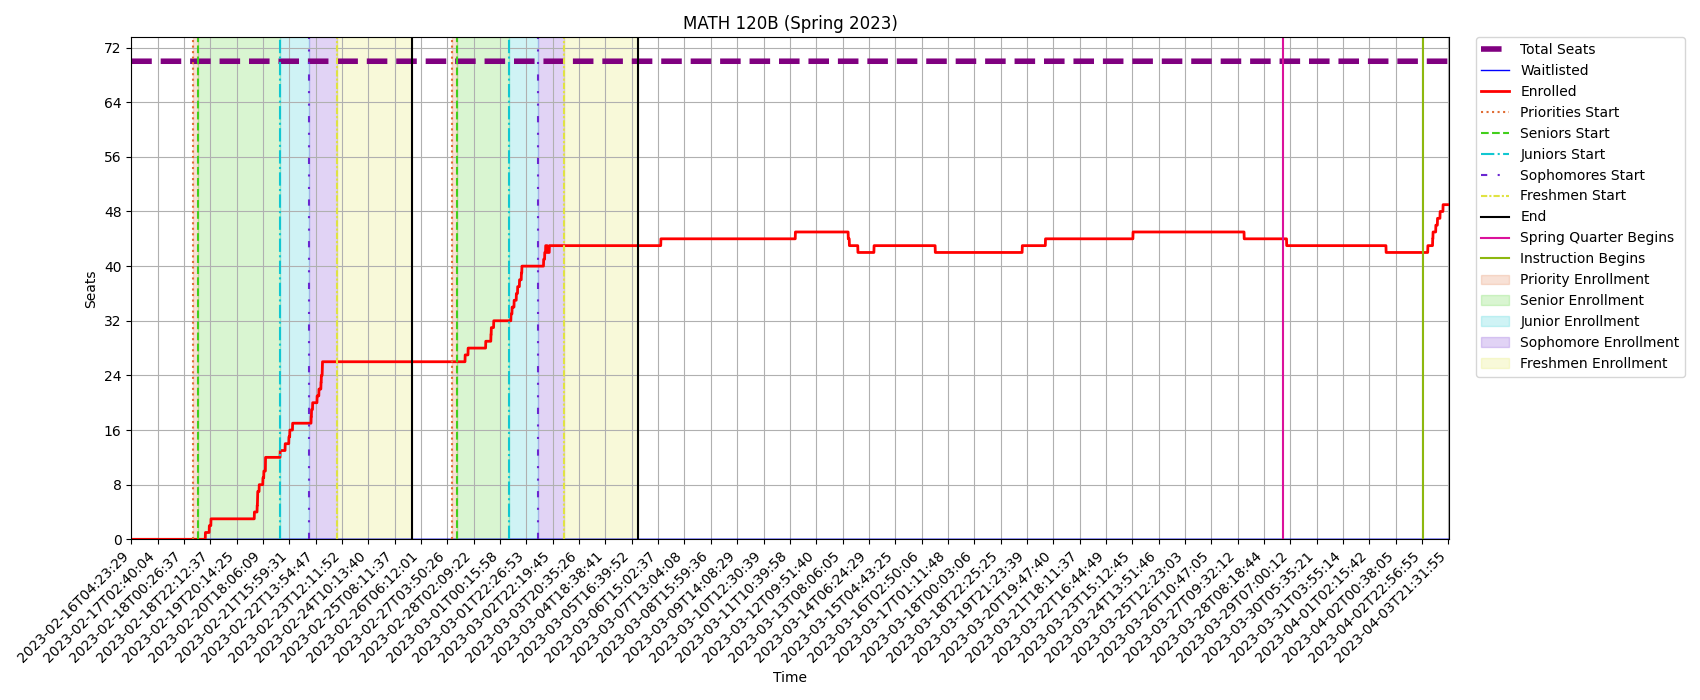 MATH 120B (Spring 2023)
72
64
56
48
40
32
24
16
8
0
Seats
2023-02-16T04:23:29
2023-02-17T02:40:04
2023-02-18T00:26:37
2023-02-18T22:12:37
2023-02-19T20:14:25
2023-02-20T18:06:09
2023-02-21T15:59:31
2023-02-22T13:54:47
2023-02-23T12:11:52
2023-02-24T10:13:40
2023-02-25T08:11:37
2023-02-26T06:12:01
2023-02-27T03:50:26
2023-02-28T02:09:22
2023-03-01T00:15:58
2023-03-01T22:26:53
2023-03-02T22:19:45
2023-03-03T20:35:26
2023-03-04T18:38:41
2023-03-05T16:39:52
2023-03-06T15:02:37
2023-03-07T13:04:08
2023-03-08T15:59:36
2023-03-09T14:08:29
2023-03-10T12:30:39
2023-03-11T10:39:58
2023-03-12T09:51:40
2023-03-13T08:06:05
2023-03-14T06:24:29
2023-03-15T04:43:25
2023-03-16T02:50:06
2023-03-17T01:11:48
2023-03-18T00:03:06
2023-03-18T22:25:25
2023-03-19T21:23:39
2023-03-20T19:47:40
2023-03-21T18:11:37
2023-03-22T16:44:49
2023-03-23T15:12:45
2023-03-24T13:51:46
2023-03-25T12:23:03
2023-03-26T10:47:05
2023-03-27T09:32:12
2023-03-28T08:18:44
2023-03-29T07:00:12
2023-03-30T05:35:21
2023-03-31T03:55:14
2023-04-01T02:15:42
2023-04-02T00:38:05
2023-04-02T22:56:55
2023-04-03T21:31:55
Time
Total Seats
Waitlisted
Enrolled
Priorities Start
Seniors Start
Juniors Start
Sophomores Start
Freshmen Start
End
Spring Quarter Begins
Instruction Begins
Priority Enrollment
Senior Enrollment
Junior Enrollment
Sophomore Enrollment
Freshmen Enrollment